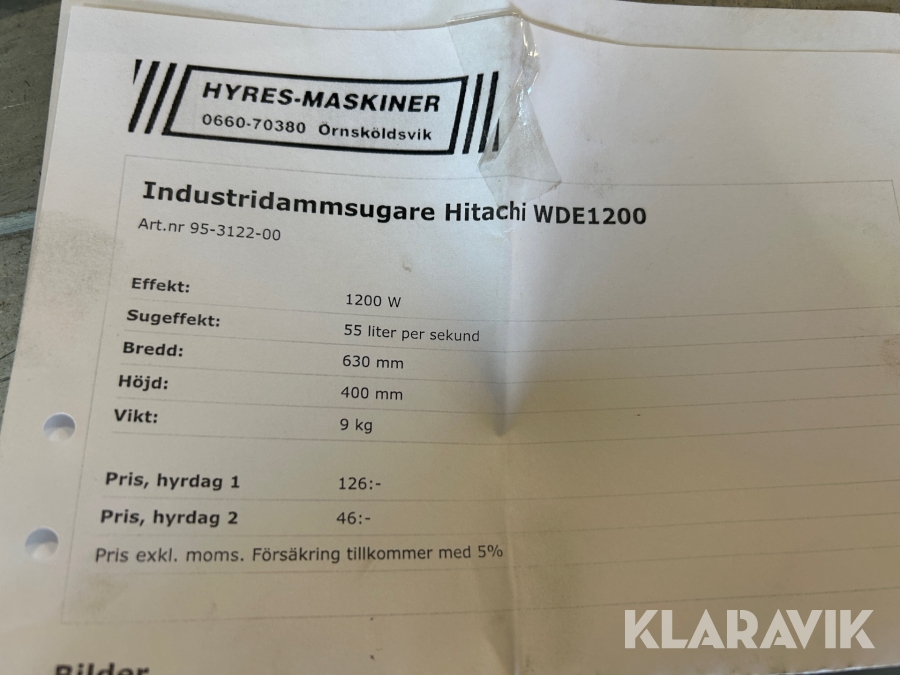 HYRES-MASKINER
0660-70380 Örnsköldsvik
Industridammsugare Hitachi WDE1200
Art.nr 95-3122-00
Effekt: 1200 W
Sugeffekt: 55 liter per sekund
Bredd: 630 mm
Höjd: 400 mm
Vikt: 9 kg
Pris, hyrdag 1 126:-
Pris, hyrdag 2 46:-
Pris exkl. moms. Försäkring tillkommer med 5%
Bilder
KLARAVIK